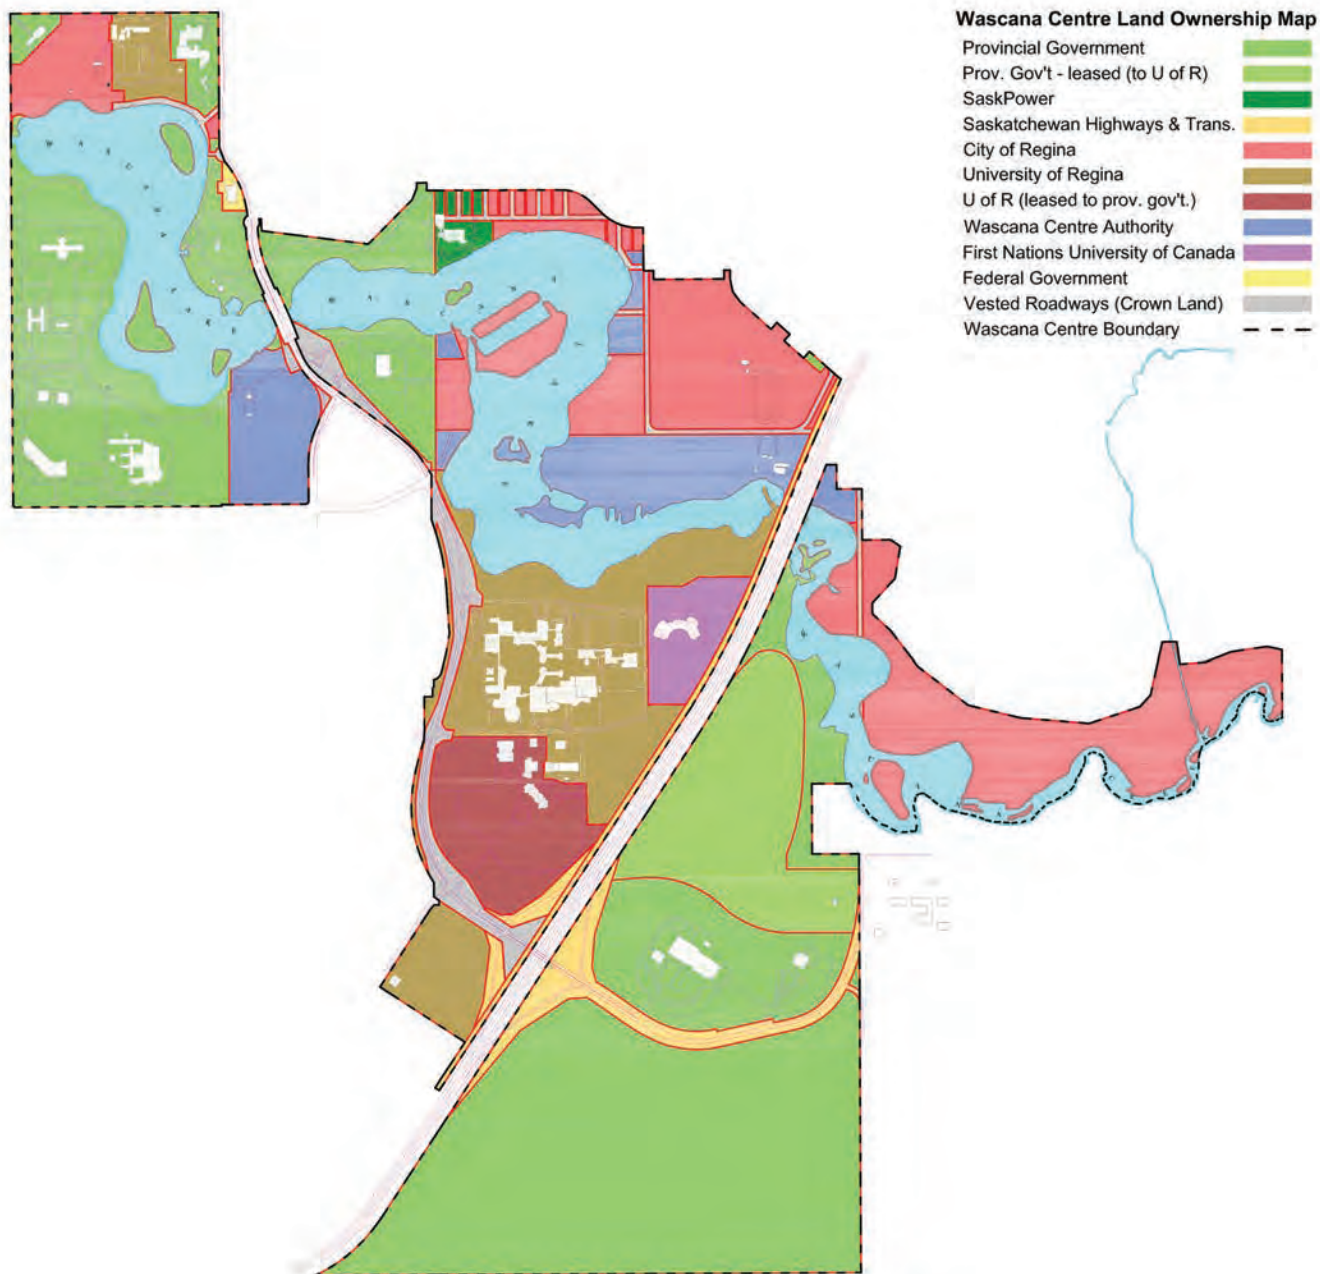 Wascana Centre Land Ownership Map
Provincial Government
Prov. Gov't - leased (to U of R)
SaskPower
Saskatchewan Highways & Trans.
City of Regina
University of Regina
U of R (leased to prov. gov't.)
Wascana Centre Authority
First Nations University of Canada
Federal Government
Vested Roadways (Crown Land)
Wascana Centre Boundary